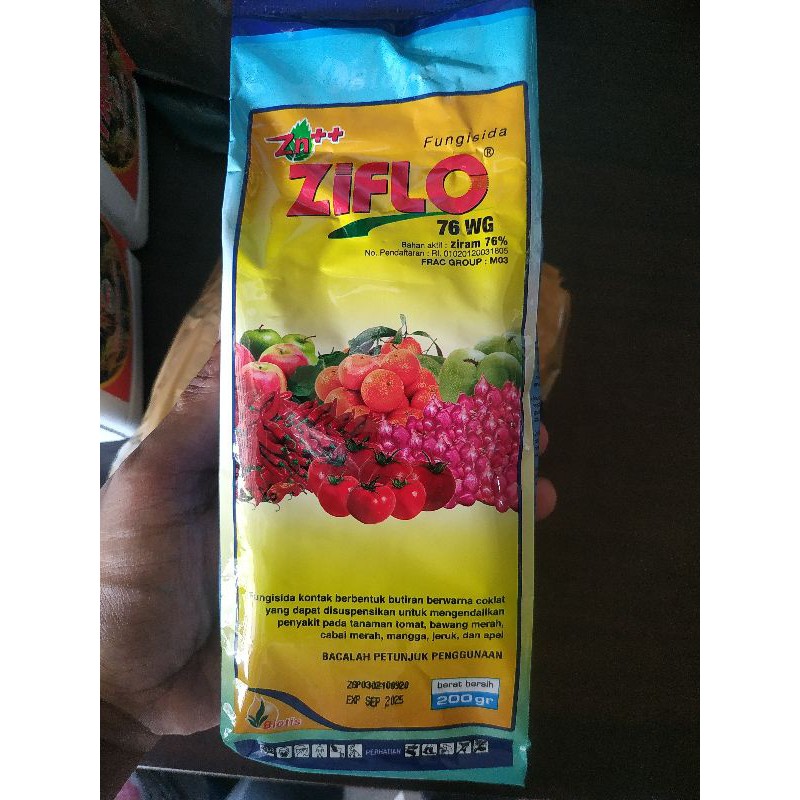 Zn++
Fungisida
ZiFLO®
76 WG
Bahan aktif : ziram 76%
No. Pendaftaran : RI. 01020120031605
FRAC GROUP : M03
Fungisida kontak berbentuk butiran berwarna coklat
yang dapat disuspensikan untuk mengendalikan
penyakit pada tanaman tomat, bawang merah,
cabai merah, mangga, jeruk, dan apel
BACALAH PETUNJUK PENGGUNAAN
EXP SEP 2025
berat bersih
200 gr
Biotis
PERHATIAN